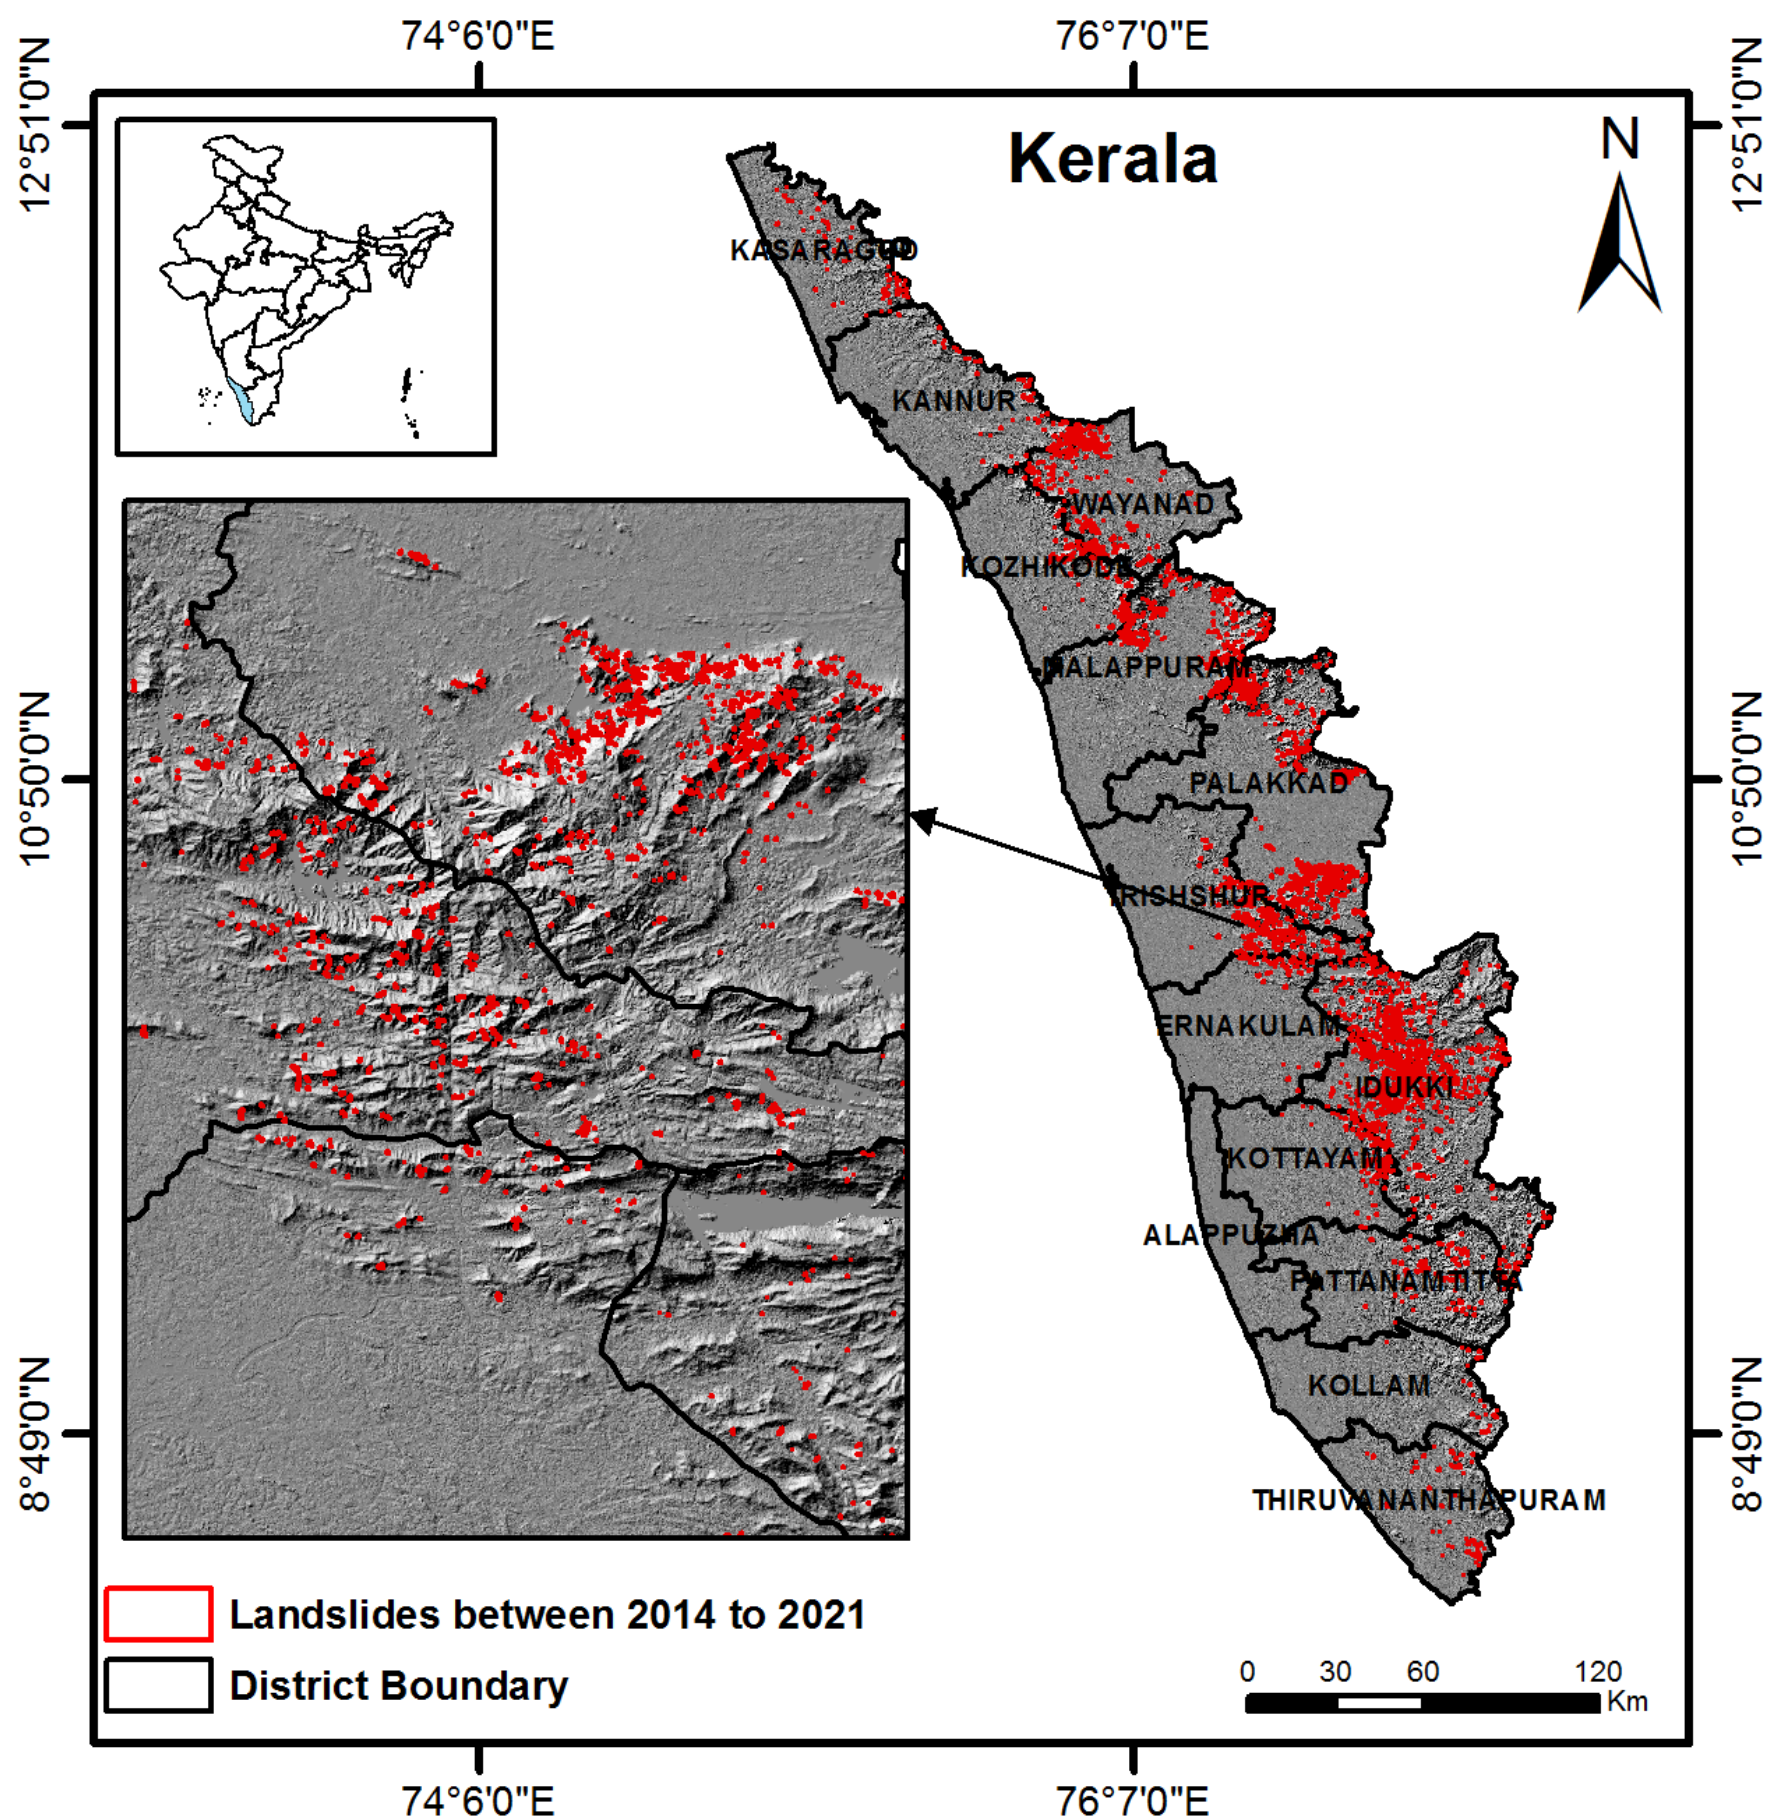 74°6'0"E
76°7'0"E
12°51'0"N
12°51'0"N
Kerala
N
KASARAGOD
KANNUR
WAYANAD
KOZHIKODE
MALAPPURAM
10°50'0"N
10°50'0"N
PALAKKAD
TRISHSHUR
ERNAKULAM
IDUKKI
KOTTAYAM
ALAPPUZHA
PATTANAMTITTA
KOLLAM
8°49'0"N
8°49'0"N
THIRUVANANTHAPURAM
Landslides between 2014 to 2021
District Boundary
0 30 60 120
Km
74°6'0"E
76°7'0"E